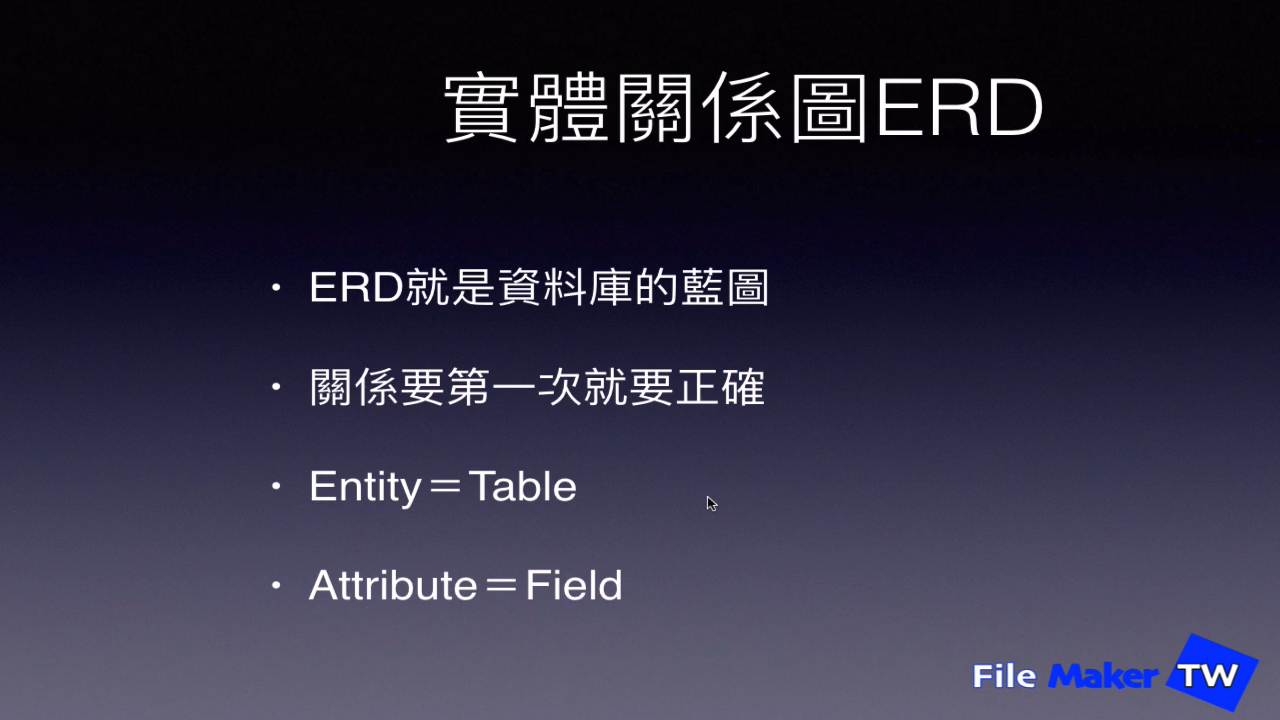 實體關係圖ERD
• ERD就是資料庫的藍圖
• 關係要第一次就要正確
• Entity＝Table
• Attribute＝Field
File Maker TW